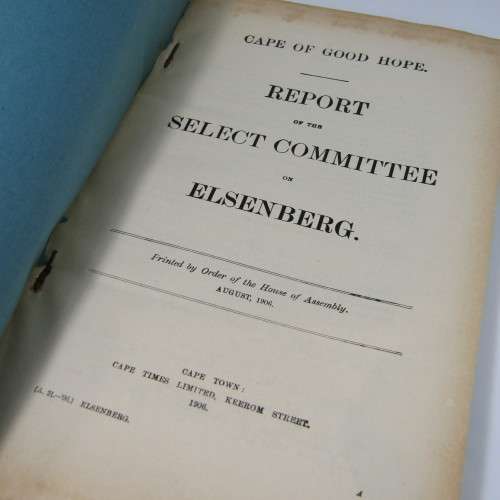 CAPE OF GOOD HOPE.
REPORT
OF THE
SELECT COMMITTEE
ON
ELSENBERG.
Printed by Order of the House of Assembly.
AUGUST, 1906.
CAPE TOWN:
CAPE TIMES LIMITED, KEEROM STREET.
1906.
ELSENBERG.
A